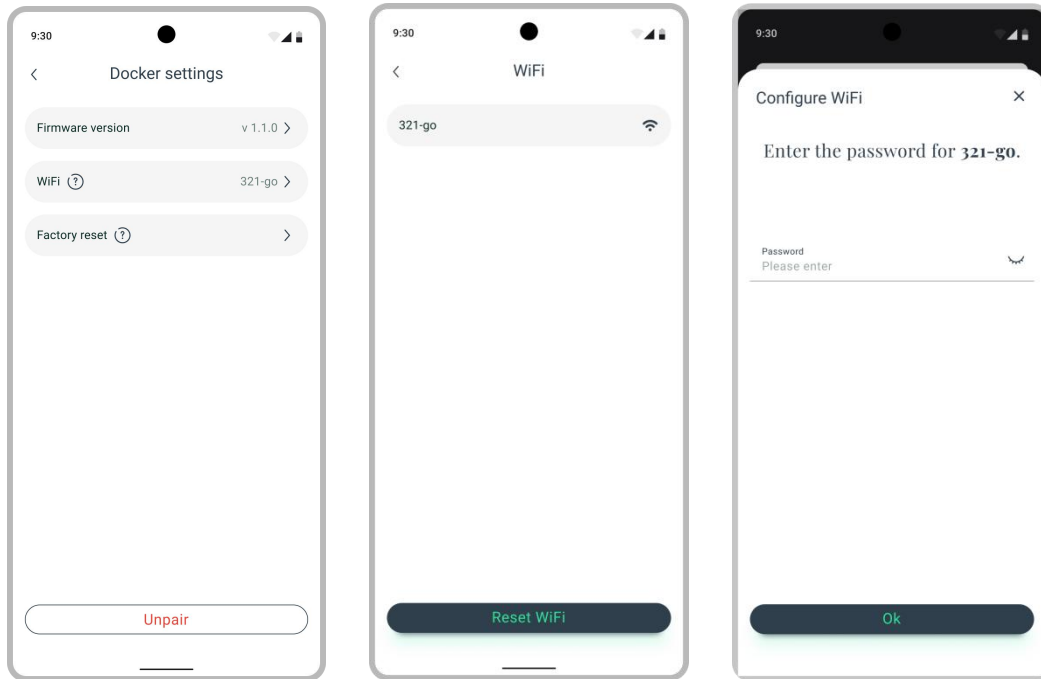 9:30
Docker settings
Firmware version v 1.1.0
WiFi ? 321-go
Factory reset ?
Unpair
9:30
WiFi
321-go
Reset WiFi
9:30
Configure WiFi
Enter the password for 321-go.
Password
Please enter
Ok